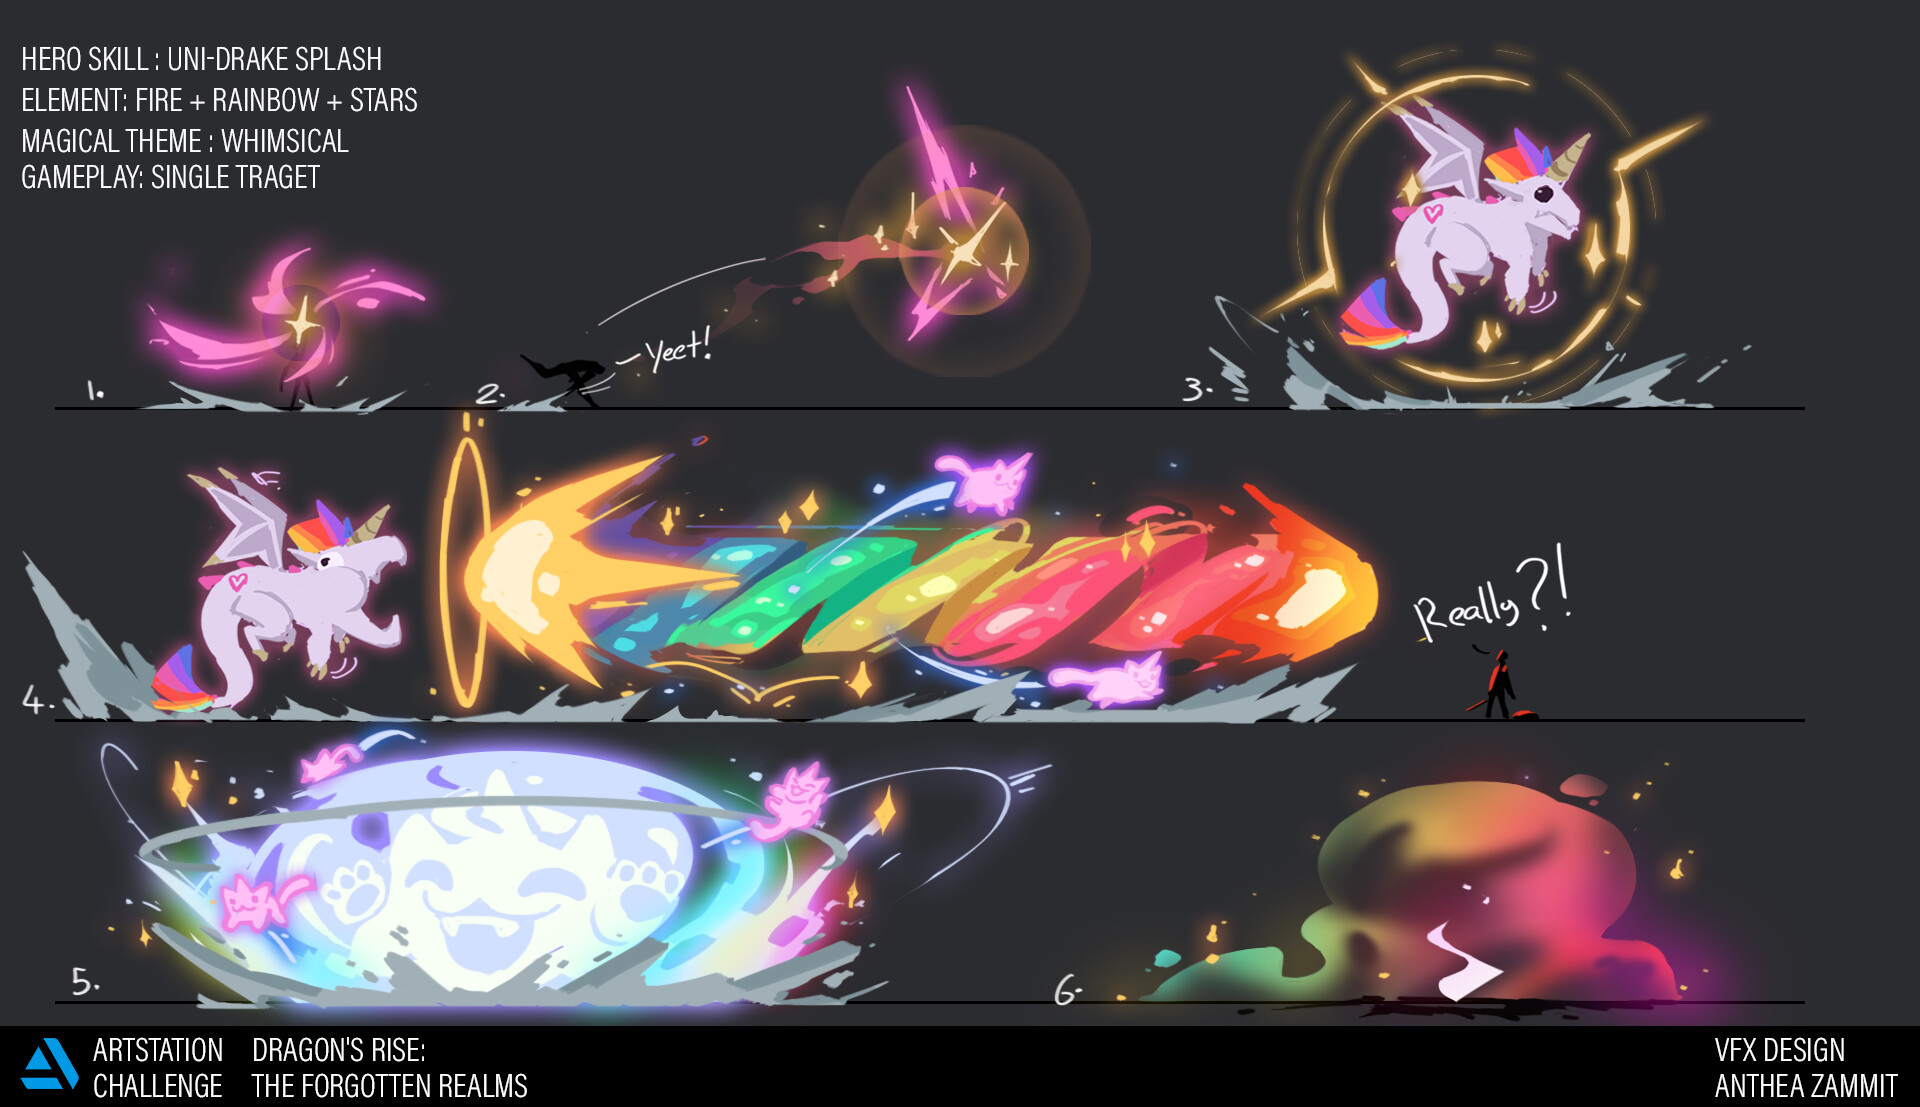 HERO SKILL : UNI-DRAKE SPLASH
ELEMENT: FIRE + RAINBOW + STARS
MAGICAL THEME : WHIMSICAL
GAMEPLAY: SINGLE TRAGET
1.
2.
Yeet!
3.
4.
Really?!
5.
6.
ARTSTATION
CHALLENGE
DRAGON'S RISE:
THE FORGOTTEN REALMS
VFX DESIGN
ANTHEA ZAMMIT